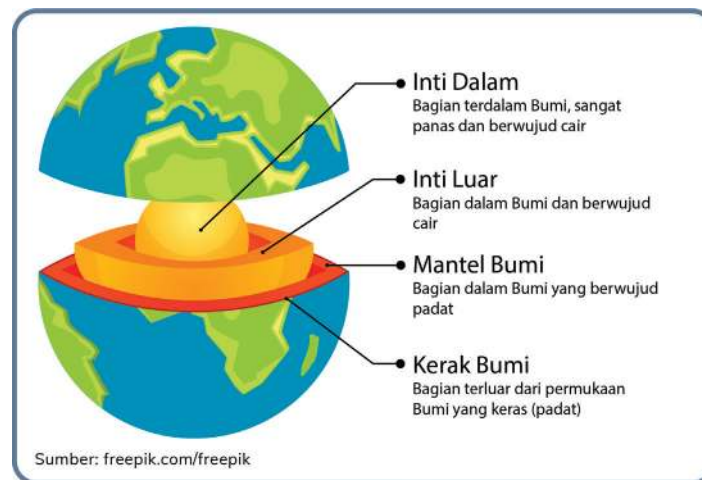 Inti Dalam
Bagian terdalam Bumi, sangat
panas dan berwujud cair
Inti Luar
Bagian dalam Bumi dan berwujud
cair
Mantel Bumi
Bagian dalam Bumi yang berwujud
padat
Kerak Bumi
Bagian terluar dari permukaan
Bumi yang keras (padat)
Sumber: freepik.com/freepik